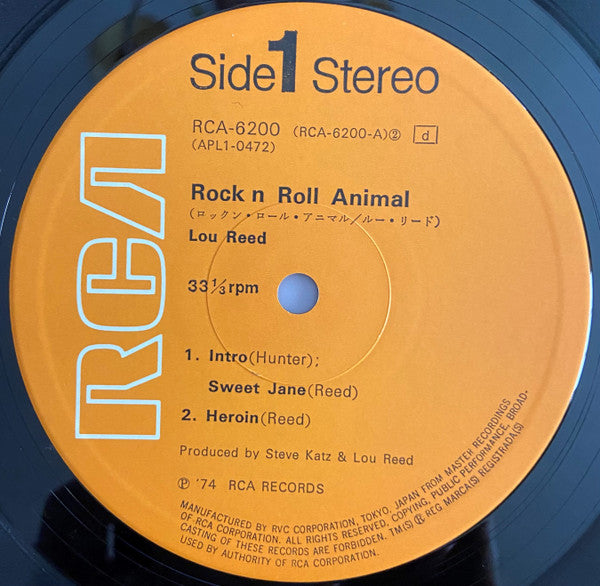 Side 1 Stereo
RCA-6200 (RCA-6200-A)② d
(APL1-0472)
RCA
Rock n Roll Animal
(ロックン・ロール・アニマル/ルー・リード)
Lou Reed
33⅓rpm
1. Intro(Hunter);
Sweet Jane(Reed)
2. Heroin(Reed)
Produced by Steve Katz & Lou Reed
Ⓟ '74 RCA RECORDS
MANUFACTURED BY RVC CORPORATION, TOKYO, JAPAN FROM MASTER RECORDINGS
OF RCA CORPORATION. ALL RIGHTS RESERVED, COPYING, PUBLIC PERFORMANCE, BROAD-
CASTING OF THESE RECORDS ARE FORBIDDEN. TM(S) Ⓡ REG MARCA(S) REGISTRADA(S)
USED BY AUTHORITY OF RCA CORPORATION.